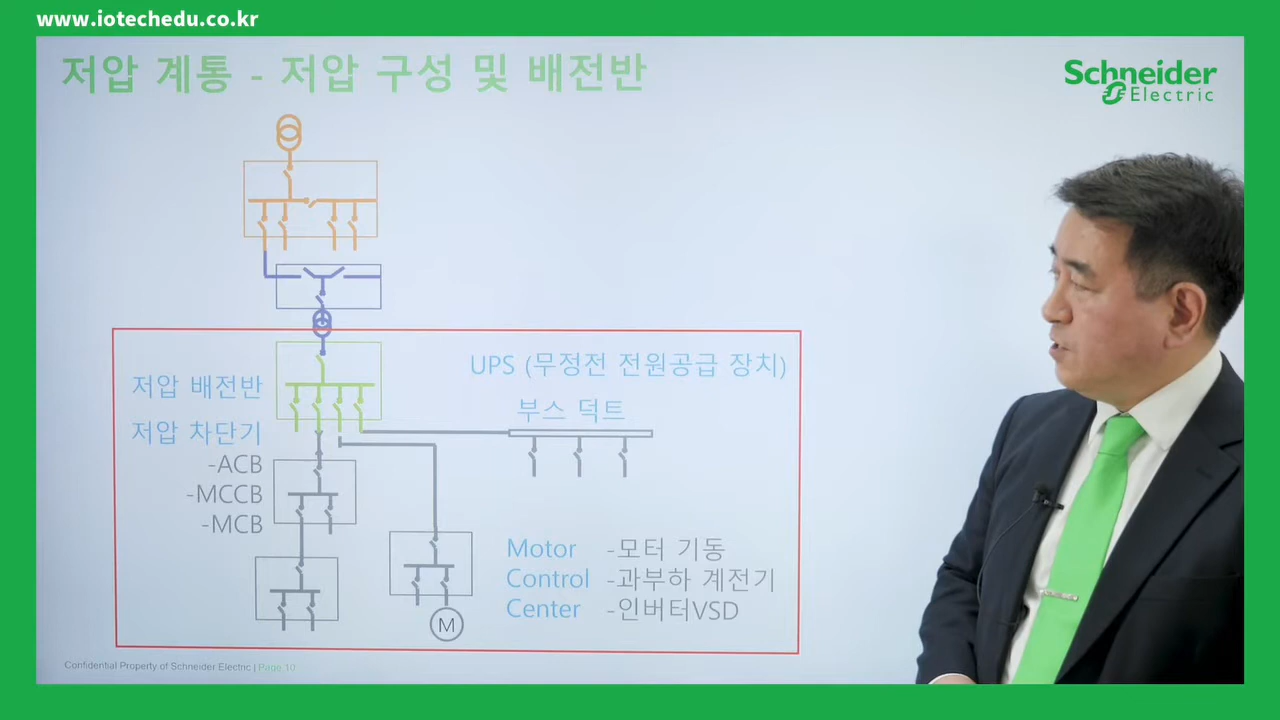 www.iotechedu.co.kr
저압 계통 - 저압 구성 및 배전반
Schneider
Electric
UPS (무정전 전원공급 장치)
저압 배전반
부스 덕트
저압 차단기
-ACB
-MCCB
-MCB
Motor -모터 기동
Control -과부하 계전기
Center -인버터VSD
M
Confidential Property of Schneider Electric | Page 10